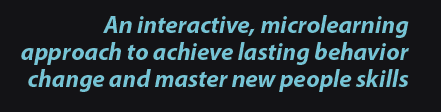 An interactive, microlearning
approach to achieve lasting behavior
change and master new people skills